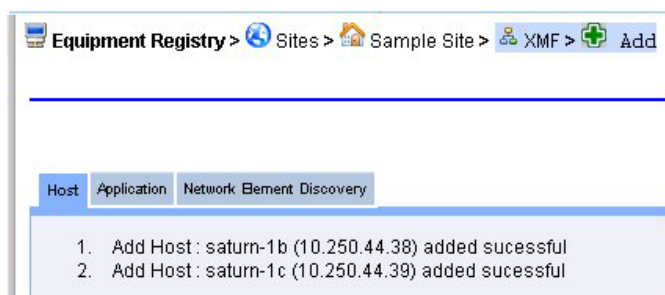 Equipment Registry > Sites > Sample Site > XMF > Add
Host Application Network Element Discovery
1. Add Host : saturn-1b (10.250.44.38) added sucessful
2. Add Host : saturn-1c (10.250.44.39) added sucessful